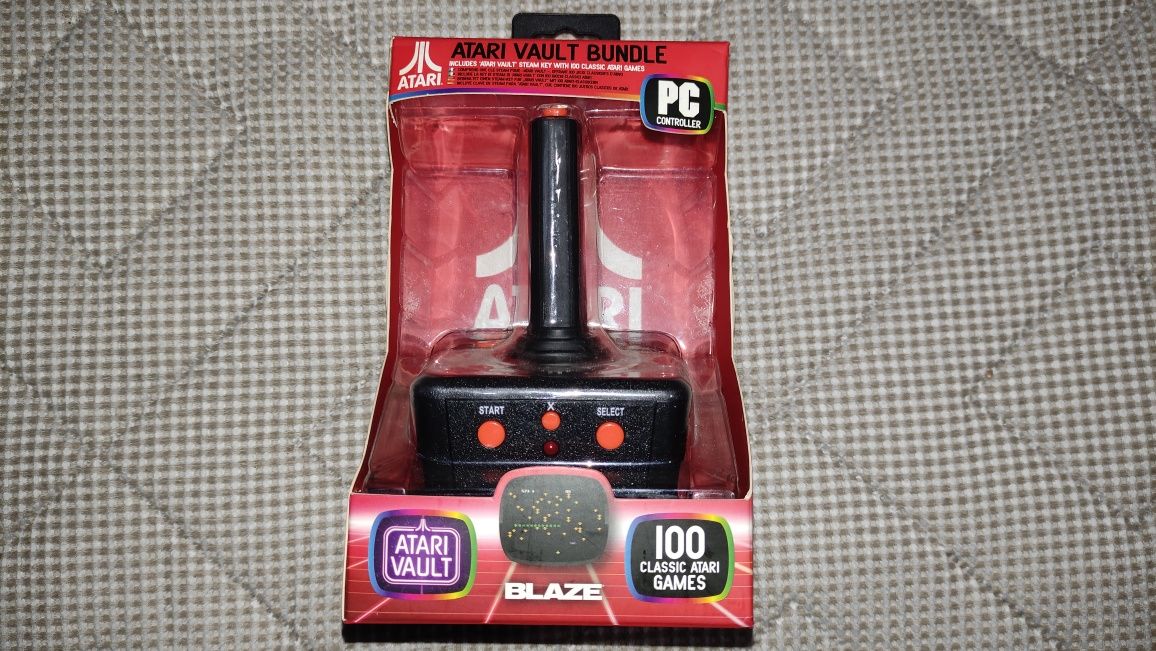 ATARI VAULT BUNDLE
INCLUDES 'ATARI VAULT' STEAM KEY WITH 100 CLASSIC ATARI GAMES
ATARI
PC
CONTROLLER
ATARI
START
X
SELECT
ATARI
VAULT
100
CLASSIC ATARI
GAMES
BLAZE